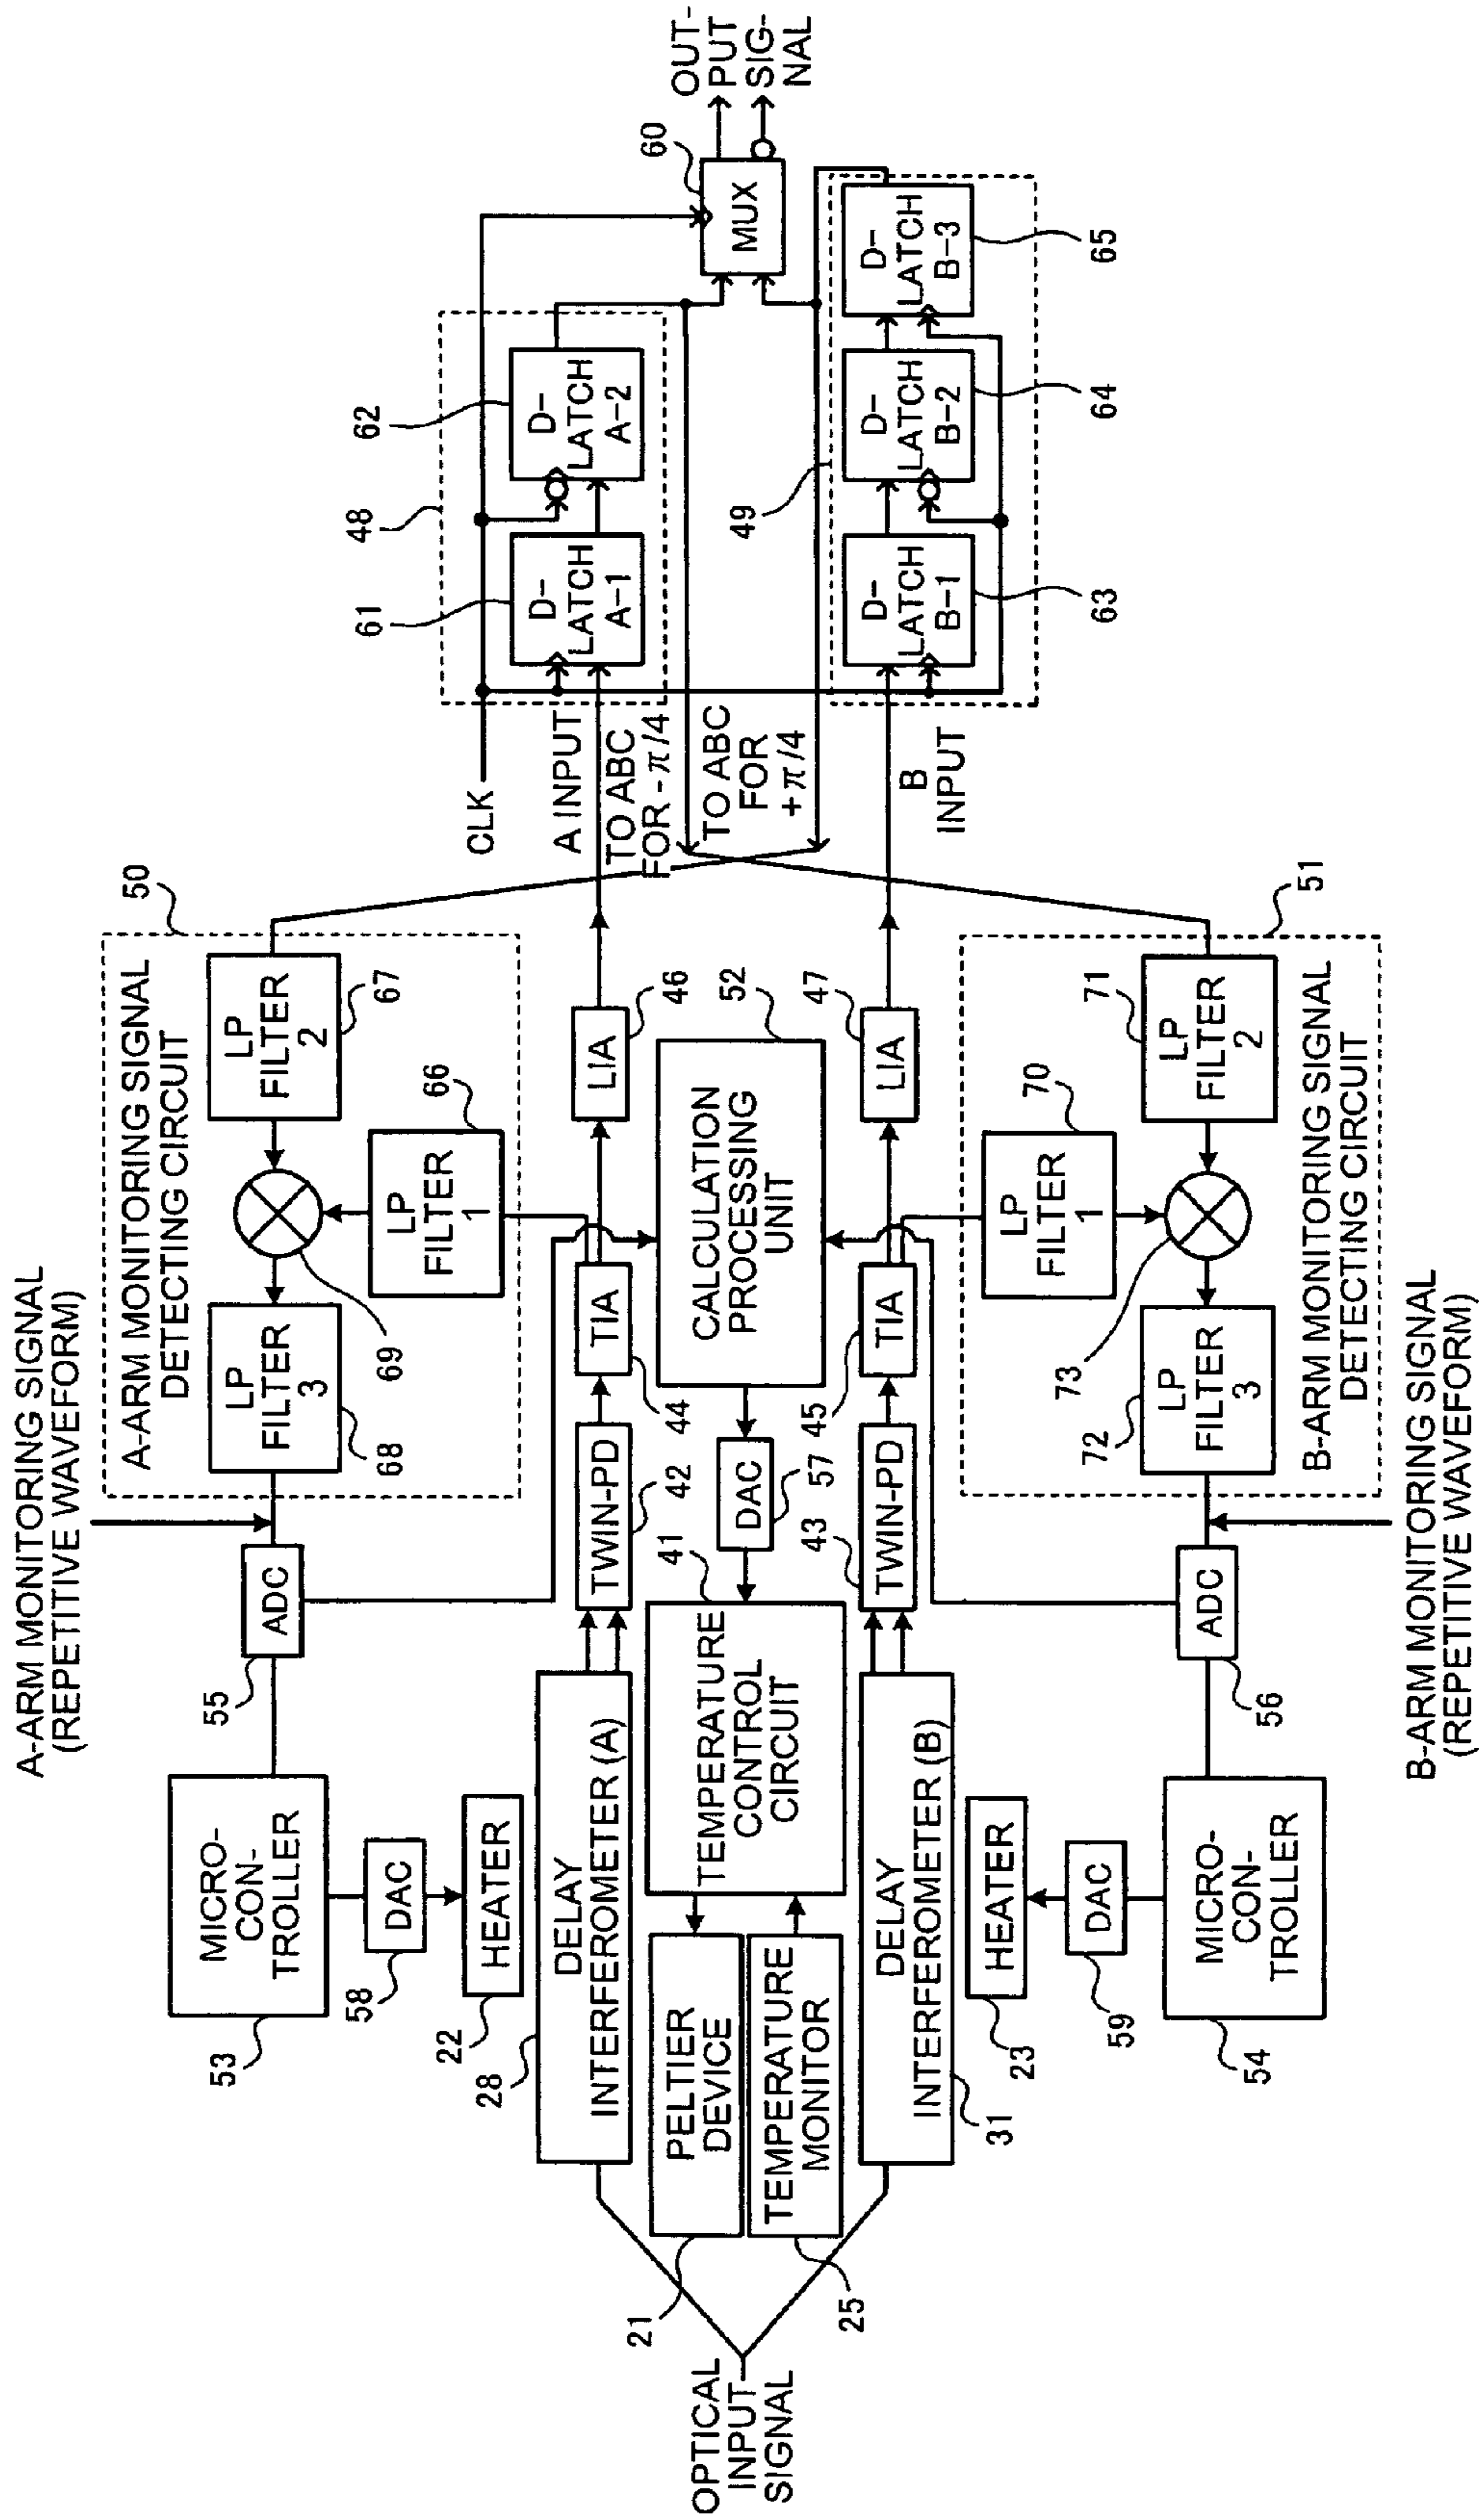 A-ARM MONITORING SIGNAL
(REPETITIVE WAVEFORM)
50
A-ARM MONITORING SIGNAL
DETECTING CIRCUIT
MICRO-
CON-
TROLLER
53
55
ADC
LP
FILTER
3
68
69
LP
FILTER
2
67
LP
FILTER
1
66
DAC
58
HEATER
22
28
DELAY
INTERFEROMETER (A)
TWIN-PD
42
TIA
44
LIA
46
CLK
A INPUT
TO ABC
FOR -π/4
TO ABC
FOR
+π/4
48
61
D-
LATCH
A-1
62
D-
LATCH
A-2
60
MUX
OUT-
PUT
SIG-
NAL
OPTICAL
INPUT
SIGNAL
21
PELTIER
DEVICE
25
TEMPERATURE
MONITOR
41
TEMPERATURE
CONTROL
CIRCUIT
DAC
57
CALCULATION
PROCESSING
UNIT
52
49
D-
LATCH
B-1
63
D-
LATCH
B-2
64
D-
LATCH
B-3
65
B
INPUT
DELAY
INTERFEROMETER (B)
31
43
TWIN-PD
45
TIA
47
LIA
HEATER
23
DAC
59
MICRO-
CON-
TROLLER
54
ADC
56
70
LP
FILTER
1
71
LP
FILTER
2
72
LP
FILTER
3
73
51
B-ARM MONITORING SIGNAL
DETECTING CIRCUIT
B-ARM MONITORING SIGNAL
(REPETITIVE WAVEFORM)